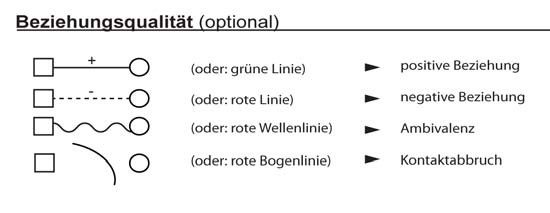 Beziehungsqualität (optional)
+ (oder: grüne Linie) positive Beziehung
- (oder: rote Linie) negative Beziehung
(oder: rote Wellenlinie) Ambivalenz
(oder: rote Bogenlinie) Kontaktabbruch